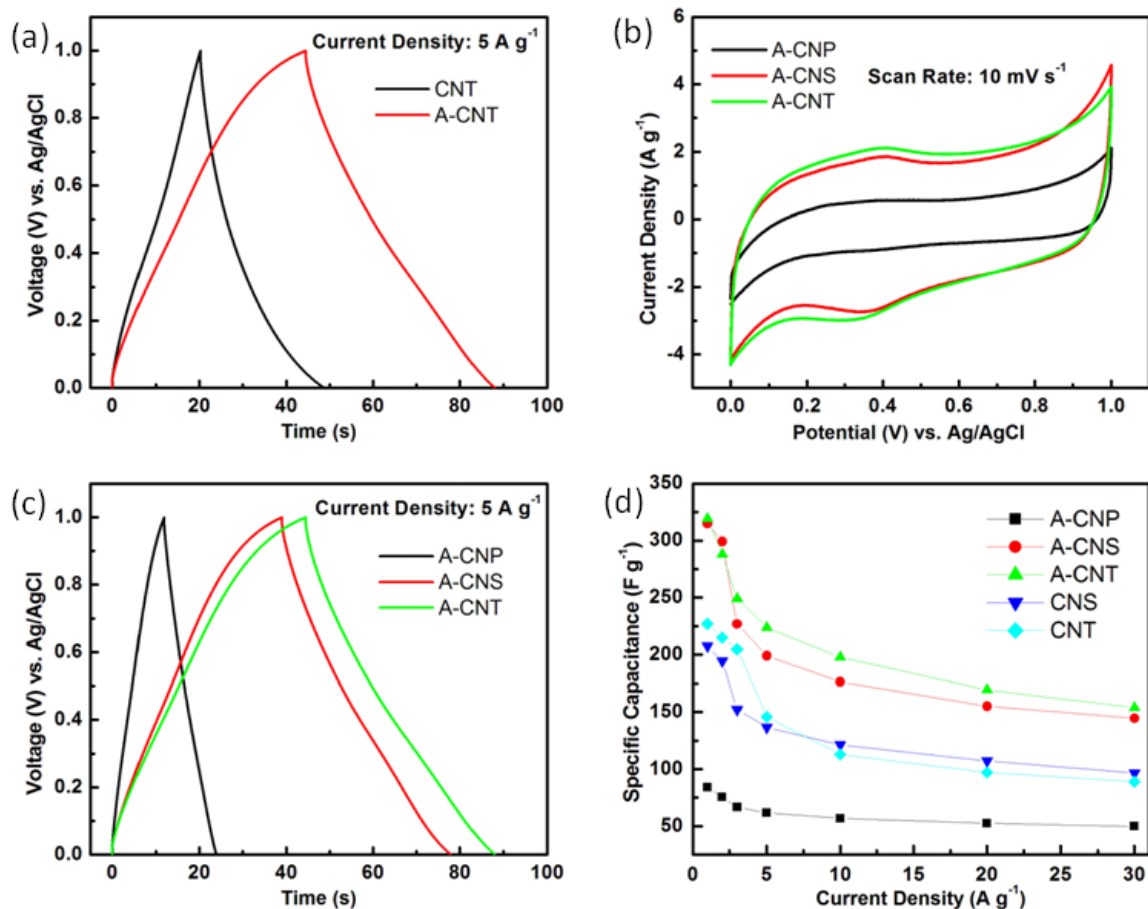 (a)
Current Density: 5 A g⁻¹
CNT
A-CNT
Voltage (V) vs. Ag/AgCl
1.0
0.8
0.6
0.4
0.2
0.0
0 20 40 60 80 100
Time (s)
(b)
A-CNP
A-CNS
A-CNT
Scan Rate: 10 mV s⁻¹
Current Density (A g⁻¹)
6
4
2
0
-2
-4
0.0 0.2 0.4 0.6 0.8 1.0
Potential (V) vs. Ag/AgCl
(c)
Current Density: 5 A g⁻¹
A-CNP
A-CNS
A-CNT
Voltage (V) vs. Ag/AgCl
1.0
0.8
0.6
0.4
0.2
0.0
0 20 40 60 80 100
Time (s)
(d)
A-CNP
A-CNS
A-CNT
CNS
CNT
Specific Capacitance (F g⁻¹)
350
300
250
200
150
100
50
0 5 10 15 20 25 30
Current Density (A g⁻¹)